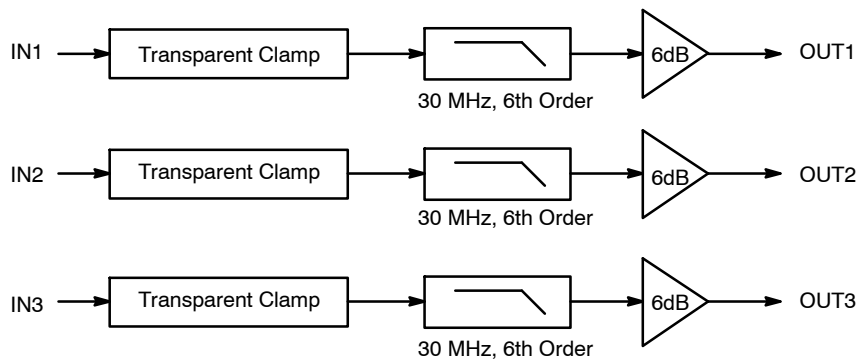 IN1 Transparent Clamp 6dB OUT1
30 MHz, 6th Order
IN2 Transparent Clamp 6dB OUT2
30 MHz, 6th Order
IN3 Transparent Clamp 6dB OUT3
30 MHz, 6th Order